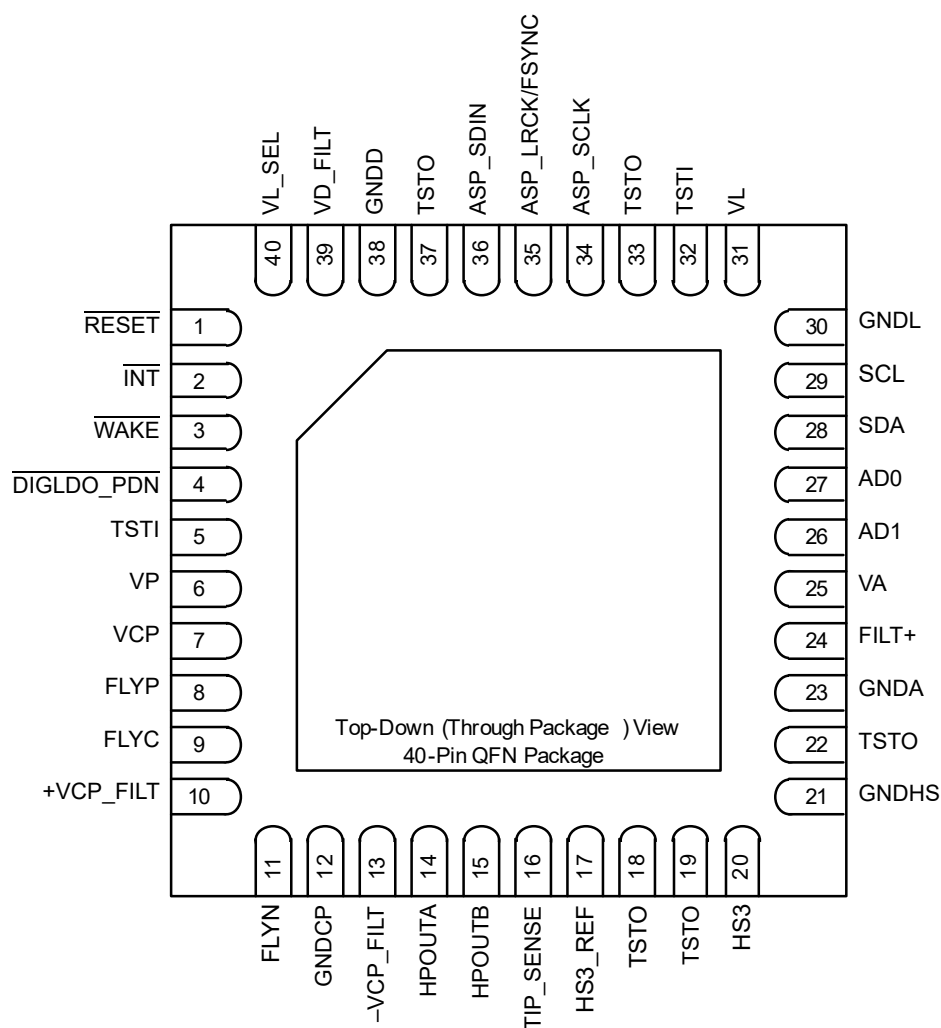 VL_SEL
VD_FILT
GNDD
TSTO
ASP_SDIN
ASP_LRCK/FSYNC
ASP_SCLK
TSTO
TSTI
VL
40
39
38
37
36
35
34
33
32
31
RESET 1
INT 2
WAKE 3
DIGLDO_PDN 4
TSTI 5
VP 6
VCP 7
FLYP 8
FLYC 9
+VCP_FILT 10
30 GNDL
29 SCL
28 SDA
27 AD0
26 AD1
25 VA
24 FILT+
23 GNDA
22 TSTO
21 GNDHS
Top-Down (Through Package ) View
40-Pin QFN Package
11
12
13
14
15
16
17
18
19
20
FLYN
GNDCP
–VCP_FILT
HPOUTA
HPOUTB
TIP_SENSE
HS3_REF
TSTO
TSTO
HS3